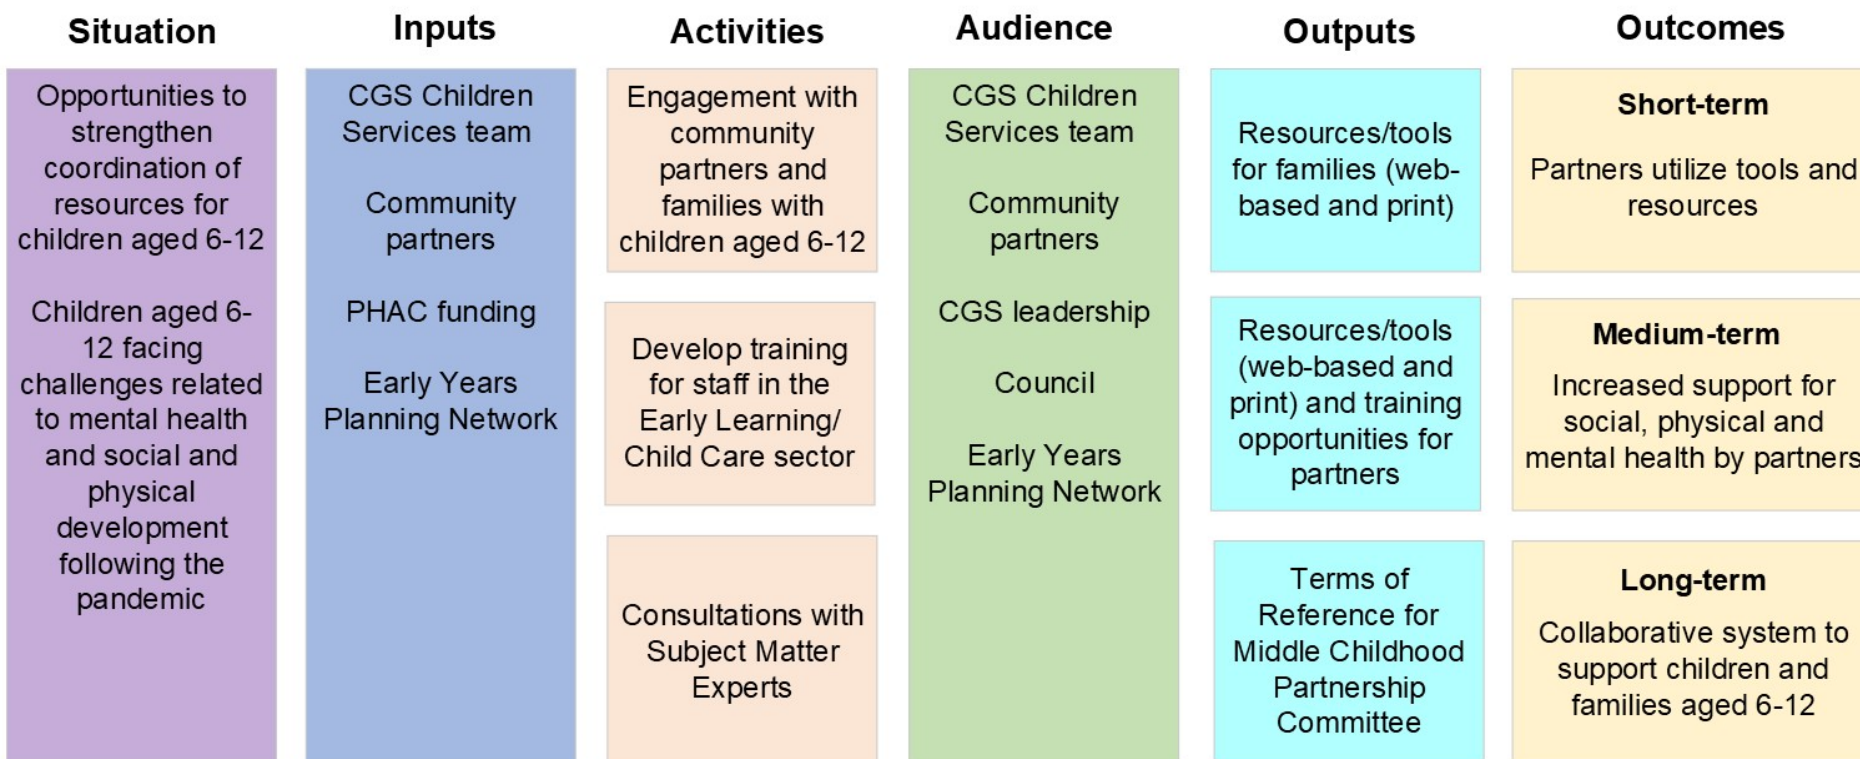 Situation
Opportunities to
strengthen
coordination of
resources for
children aged 6-12
Children aged 6-
12 facing
challenges related
to mental health
and social and
physical
development
following the
pandemic
Inputs
CGS Children
Services team
Community
partners
PHAC funding
Early Years
Planning Network
Activities
Engagement with
community
partners and
families with
children aged 6-12
Develop training
for staff in the
Early Learning/
Child Care sector
Consultations with
Subject Matter
Experts
Audience
CGS Children
Services team
Community
partners
CGS leadership
Council
Early Years
Planning Network
Outputs
Resources/tools
for families (web-
based and print)
Resources/tools
(web-based and
print) and training
opportunities for
partners
Terms of
Reference for
Middle Childhood
Partnership
Committee
Outcomes
Short-term
Partners utilize tools and
resources
Medium-term
Increased support for
social, physical and
mental health by partners
Long-term
Collaborative system to
support children and
families aged 6-12